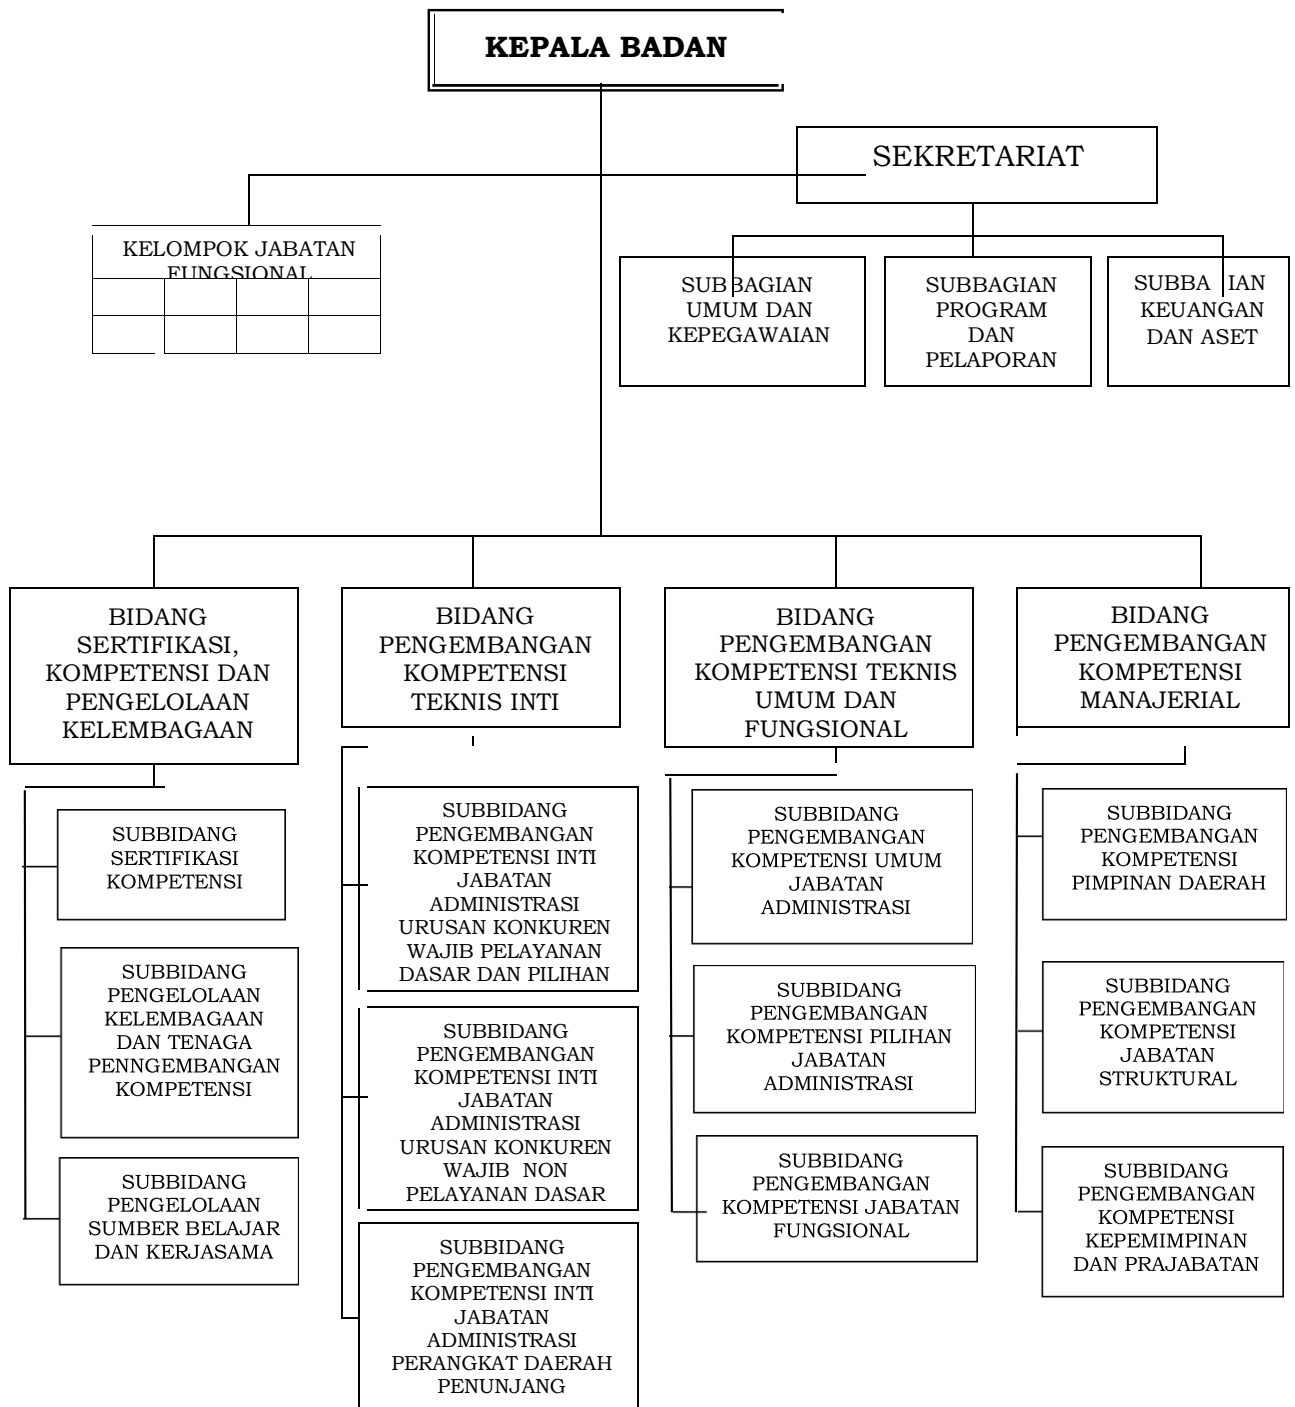 KEPALA BADAN
SEKRETARIAT
KELOMPOK JABATAN
FUNGSIONAL
SUBBAGIAN
UMUM DAN
KEPEGAWAIAN
SUBBAGIAN
PROGRAM
DAN
PELAPORAN
SUBBA IAN
KEUANGAN
DAN ASET
BIDANG
SERTIFIKASI,
KOMPETENSI DAN
PENGELOLAAN
KELEMBAGAAN
BIDANG
PENGEMBANGAN
KOMPETENSI
TEKNIS INTI
BIDANG
PENGEMBANGAN
KOMPETENSI TEKNIS
UMUM DAN
FUNGSIONAL
BIDANG
PENGEMBANGAN
KOMPETENSI
MANAJERIAL
SUBBIDANG
SERTIFIKASI
KOMPETENSI
SUBBIDANG
PENGELOLAAN
KELEMBAGAAN
DAN TENAGA
PENNGEMBANGAN
KOMPETENSI
SUBBIDANG
PENGELOLAAN
SUMBER BELAJAR
DAN KERJASAMA
SUBBIDANG
PENGEMBANGAN
KOMPETENSI INTI
JABATAN
ADMINISTRASI
URUSAN KONKUREN
WAJIB PELAYANAN
DASAR DAN PILIHAN
SUBBIDANG
PENGEMBANGAN
KOMPETENSI INTI
JABATAN
ADMINISTRASI
URUSAN KONKUREN
WAJIB NON
PELAYANAN DASAR
SUBBIDANG
PENGEMBANGAN
KOMPETENSI INTI
JABATAN
ADMINISTRASI
PERANGKAT DAERAH
PENUNJANG
SUBBIDANG
PENGEMBANGAN
KOMPETENSI UMUM
JABATAN
ADMINISTRASI
SUBBIDANG
PENGEMBANGAN
KOMPETENSI PILIHAN
JABATAN
ADMINISTRASI
SUBBIDANG
PENGEMBANGAN
KOMPETENSI JABATAN
FUNGSIONAL
SUBBIDANG
PENGEMBANGAN
KOMPETENSI
PIMPINAN DAERAH
SUBBIDANG
PENGEMBANGAN
KOMPETENSI
JABATAN
STRUKTURAL
SUBBIDANG
PENGEMBANGAN
KOMPETENSI
KEPEMIMPINAN
DAN PRAJABATAN